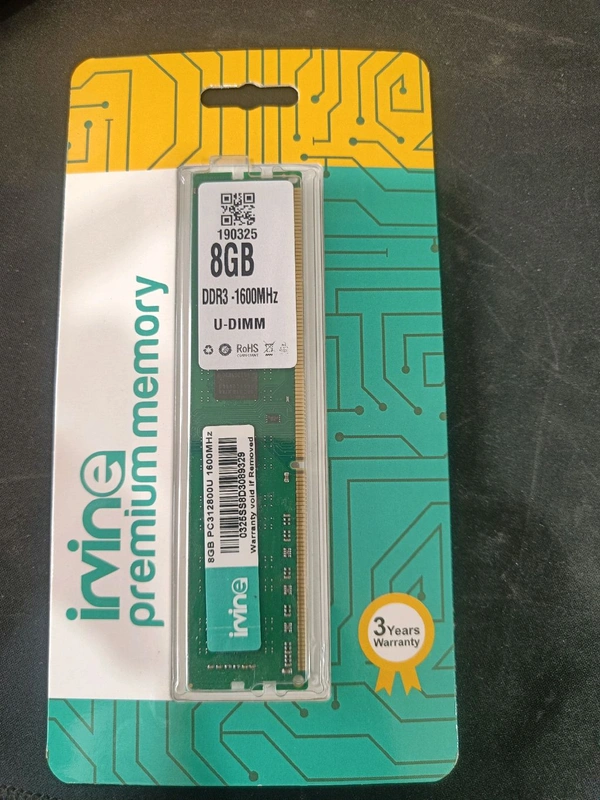 irvine
premium memory
190325
8GB
DDR3 -1600MHz
U-DIMM
RoHS
8GB PC312800U 1600MHz
0325SS8D3089329
Warranty void if Removed
irvine
3 Years
Warranty